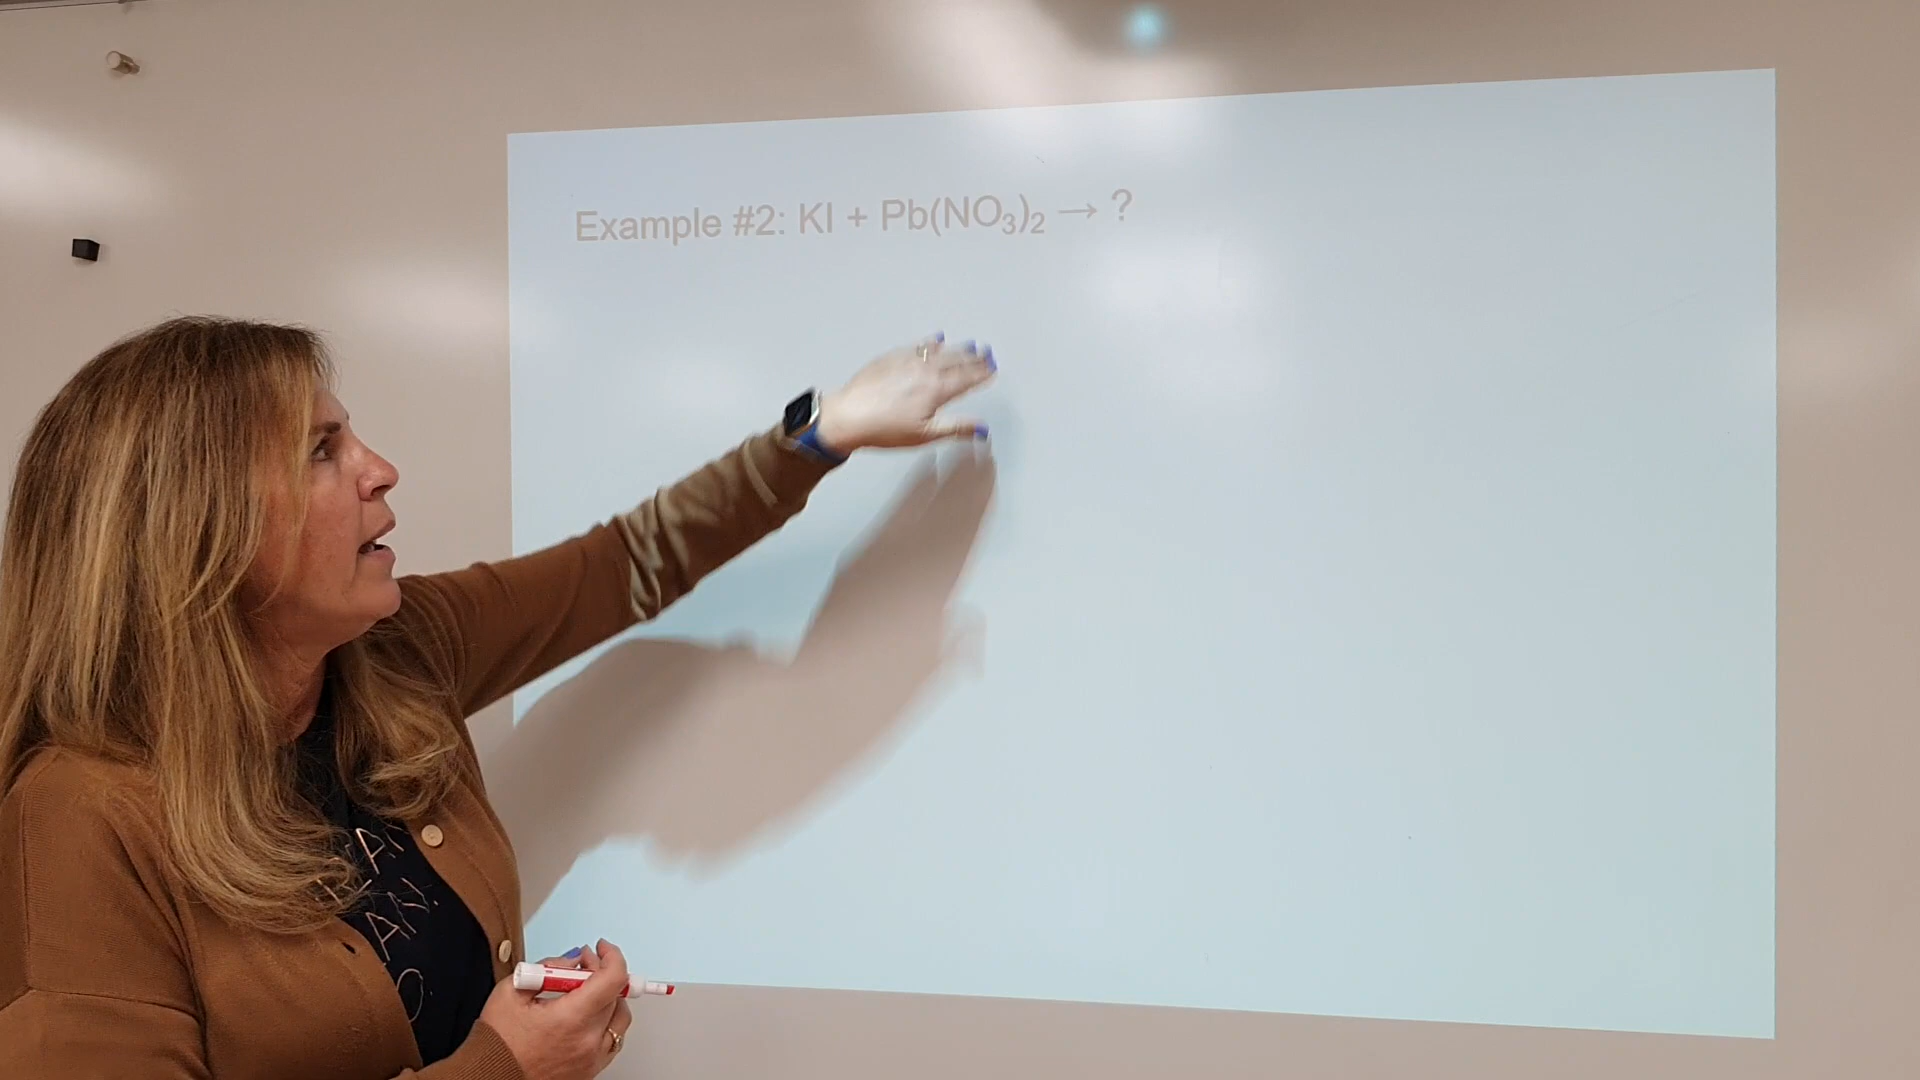 Example #2: KI + Pb(NO₃)₂ → ?